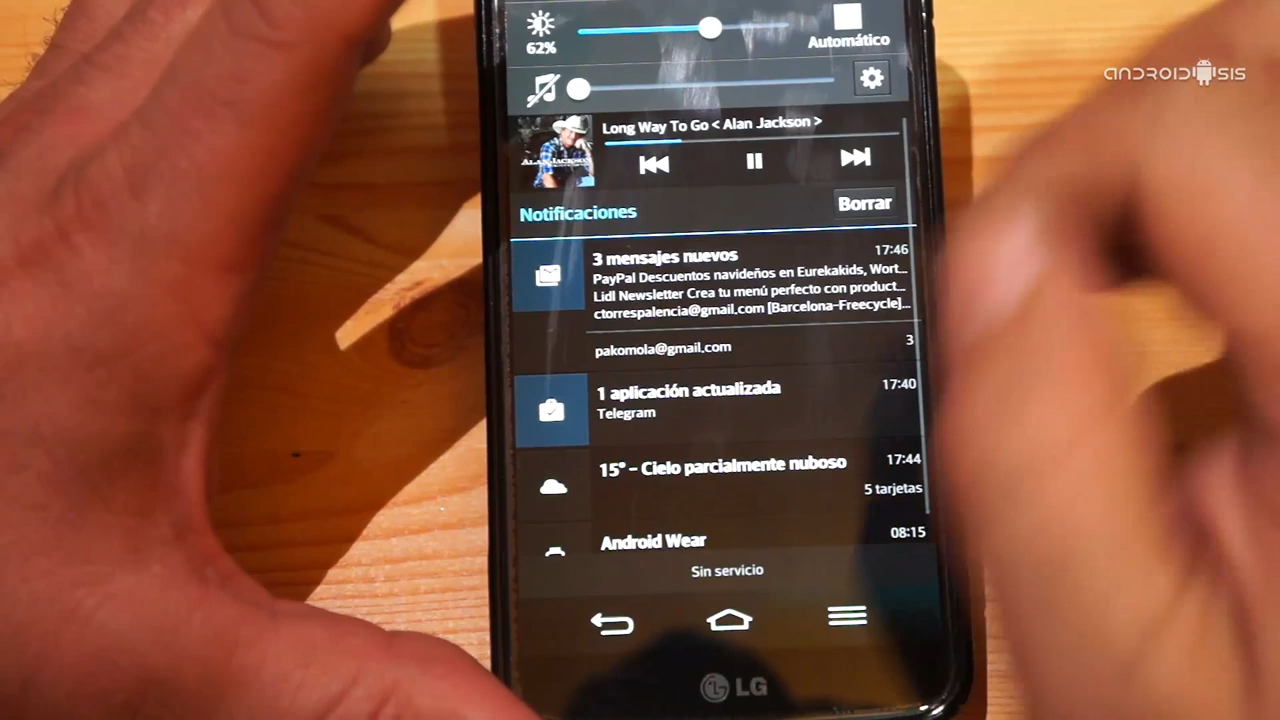 62%
Automático
ANDROIDSIS
Long Way To Go < Alan Jackson >
ALAN JACKSON
Notificaciones
Borrar
3 mensajes nuevos
17:46
PayPal Descuentos navideños en Eurekakids, Wort...
Lidl Newsletter Crea tu menú perfecto con product...
ctorrespalencia@gmail.com [Barcelona-Freecycle]...
pakomola@gmail.com
3
1 aplicación actualizada
17:40
Telegram
15° - Cielo parcialmente nuboso
17:44
5 tarjetas
Android Wear
08:15
Sin servicio
LG